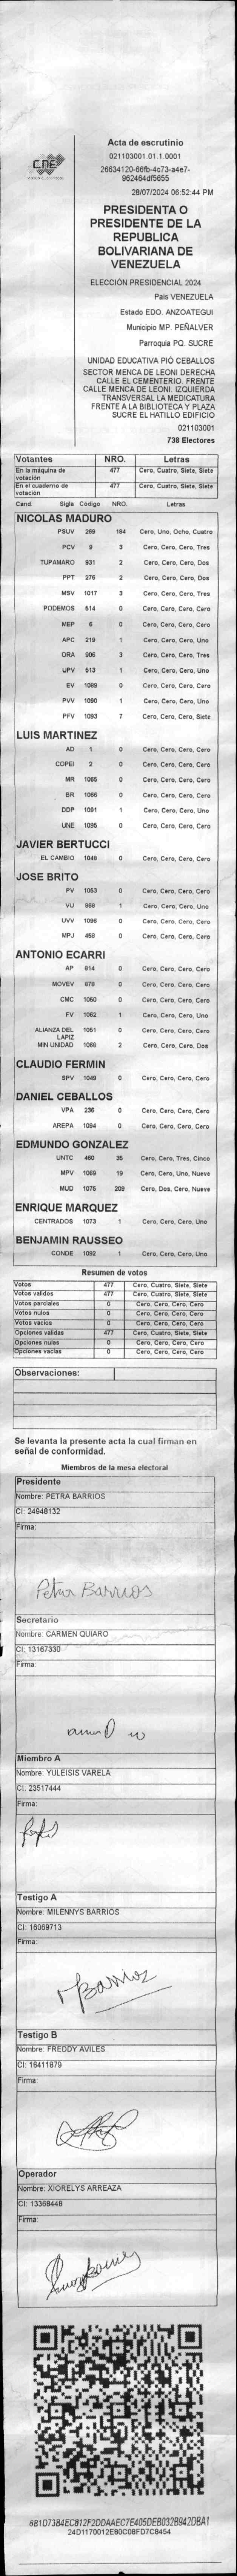 Acta de escrutinio
021103001.01.1.0001
26634120-66fb-4c73-a4e7-
962464df5655
28/07/2024 06:52:44 PM
CNE
PRESIDENTA O
PRESIDENTE DE LA
REPUBLICA
BOLIVARIANA DE
VENEZUELA
ELECCIÓN PRESIDENCIAL 2024
País VENEZUELA
Estado EDO. ANZOATEGUI
Municipio MP. PEÑALVER
Parroquia PQ. SUCRE
UNIDAD EDUCATIVA PIÓ CEBALLOS
SECTOR MENCA DE LEONI DERECHA
CALLE EL CEMENTERIO. FRENTE
CALLE MENCA DE LEONI. IZQUIERDA
TRANSVERSAL LA MEDICATURA
FRENTE A LA BIBLIOTECA Y PLAZA
SUCRE EL HATILLO EDIFICIO
021103001
738 Electores
Votantes NRO. Letras
En la máquina de votación 477 Cero, Cuatro, Siete, Siete
En el cuaderno de votación 477 Cero, Cuatro, Siete, Siete
Cand. Sigla Código NRO. Letras
NICOLAS MADURO
PSUV 269 184 Cero, Uno, Ocho, Cuatro
PCV 9 3 Cero, Cero, Cero, Tres
TUPAMARO 931 2 Cero, Cero, Cero, Dos
PPT 276 2 Cero, Cero, Cero, Dos
MSV 1017 3 Cero, Cero, Cero, Tres
PODEMOS 514 0 Cero, Cero, Cero, Cero
MEP 6 0 Cero, Cero, Cero, Cero
APC 219 1 Cero, Cero, Cero, Uno
ORA 906 3 Cero, Cero, Cero, Tres
UPV 513 1 Cero, Cero, Cero, Uno
EV 1089 0 Cero, Cero, Cero, Cero
PVV 1090 1 Cero, Cero, Cero, Uno
PFV 1093 7 Cero, Cero, Cero, Siete
LUIS MARTINEZ
AD 1 0 Cero, Cero, Cero, Cero
COPEI 2 0 Cero, Cero, Cero, Cero
MR 1065 0 Cero, Cero, Cero, Cero
BR 1066 0 Cero, Cero, Cero, Cero
DDP 1091 1 Cero, Cero, Cero, Uno
UNE 1095 0 Cero, Cero, Cero, Cero
JAVIER BERTUCCI
EL CAMBIO 1048 0 Cero, Cero, Cero, Cero
JOSE BRITO
PV 1053 0 Cero, Cero, Cero, Cero
VU 968 1 Cero, Cero, Cero, Uno
UVV 1096 0 Cero, Cero, Cero, Cero
MPJ 458 0 Cero, Cero, Cero, Cero
ANTONIO ECARRI
AP 814 0 Cero, Cero, Cero, Cero
MOVEV 878 0 Cero, Cero, Cero, Cero
CMC 1050 0 Cero, Cero, Cero, Cero
FV 1062 1 Cero, Cero, Cero, Uno
ALIANZA DEL LAPIZ 1051 0 Cero, Cero, Cero, Cero
MIN UNIDAD 1068 2 Cero, Cero, Cero, Dos
CLAUDIO FERMIN
SPV 1049 0 Cero, Cero, Cero, Cero
DANIEL CEBALLOS
VPA 236 0 Cero, Cero, Cero, Cero
AREPA 1094 0 Cero, Cero, Cero, Cero
EDMUNDO GONZALEZ
UNTC 460 35 Cero, Cero, Tres, Cinco
MPV 1069 19 Cero, Cero, Uno, Nueve
MUD 1075 209 Cero, Dos, Cero, Nueve
ENRIQUE MARQUEZ
CENTRADOS 1073 1 Cero, Cero, Cero, Uno
BENJAMIN RAUSSEO
CONDE 1092 1 Cero, Cero, Cero, Uno
Resumen de votos
Votos 477 Cero, Cuatro, Siete, Siete
Votos validos 477 Cero, Cuatro, Siete, Siete
Votos parciales 0 Cero, Cero, Cero, Cero
Votos nulos 0 Cero, Cero, Cero, Cero
Votos vacios 0 Cero, Cero, Cero, Cero
Opciones validas 477 Cero, Cuatro, Siete, Siete
Opciones nulas 0 Cero, Cero, Cero, Cero
Opciones vacias 0 Cero, Cero, Cero, Cero
Observaciones:
Se levanta la presente acta la cual firman en
señal de conformidad.
Miembros de la mesa electoral
Presidente
Nombre: PETRA BARRIOS
CI: 24948132
Firma:
Petra Barrios
Secretario
Nombre: CARMEN QUIARO
CI: 13167330
Firma:
Miembro A
Nombre: YULEISIS VARELA
CI: 23517444
Firma:
Testigo A
Nombre: MILENNYS BARRIOS
CI: 16069713
Firma:
MBarrios
Testigo B
Nombre: FREDDY AVILES
CI: 16411879
Firma:
Operador
Nombre: XIORELYS ARREAZA
CI: 13368448
Firma:
6B1D73B4EC812F2DDAAEC7E405DEB032B942DBA1
24D1170012E80C08FD7C8454